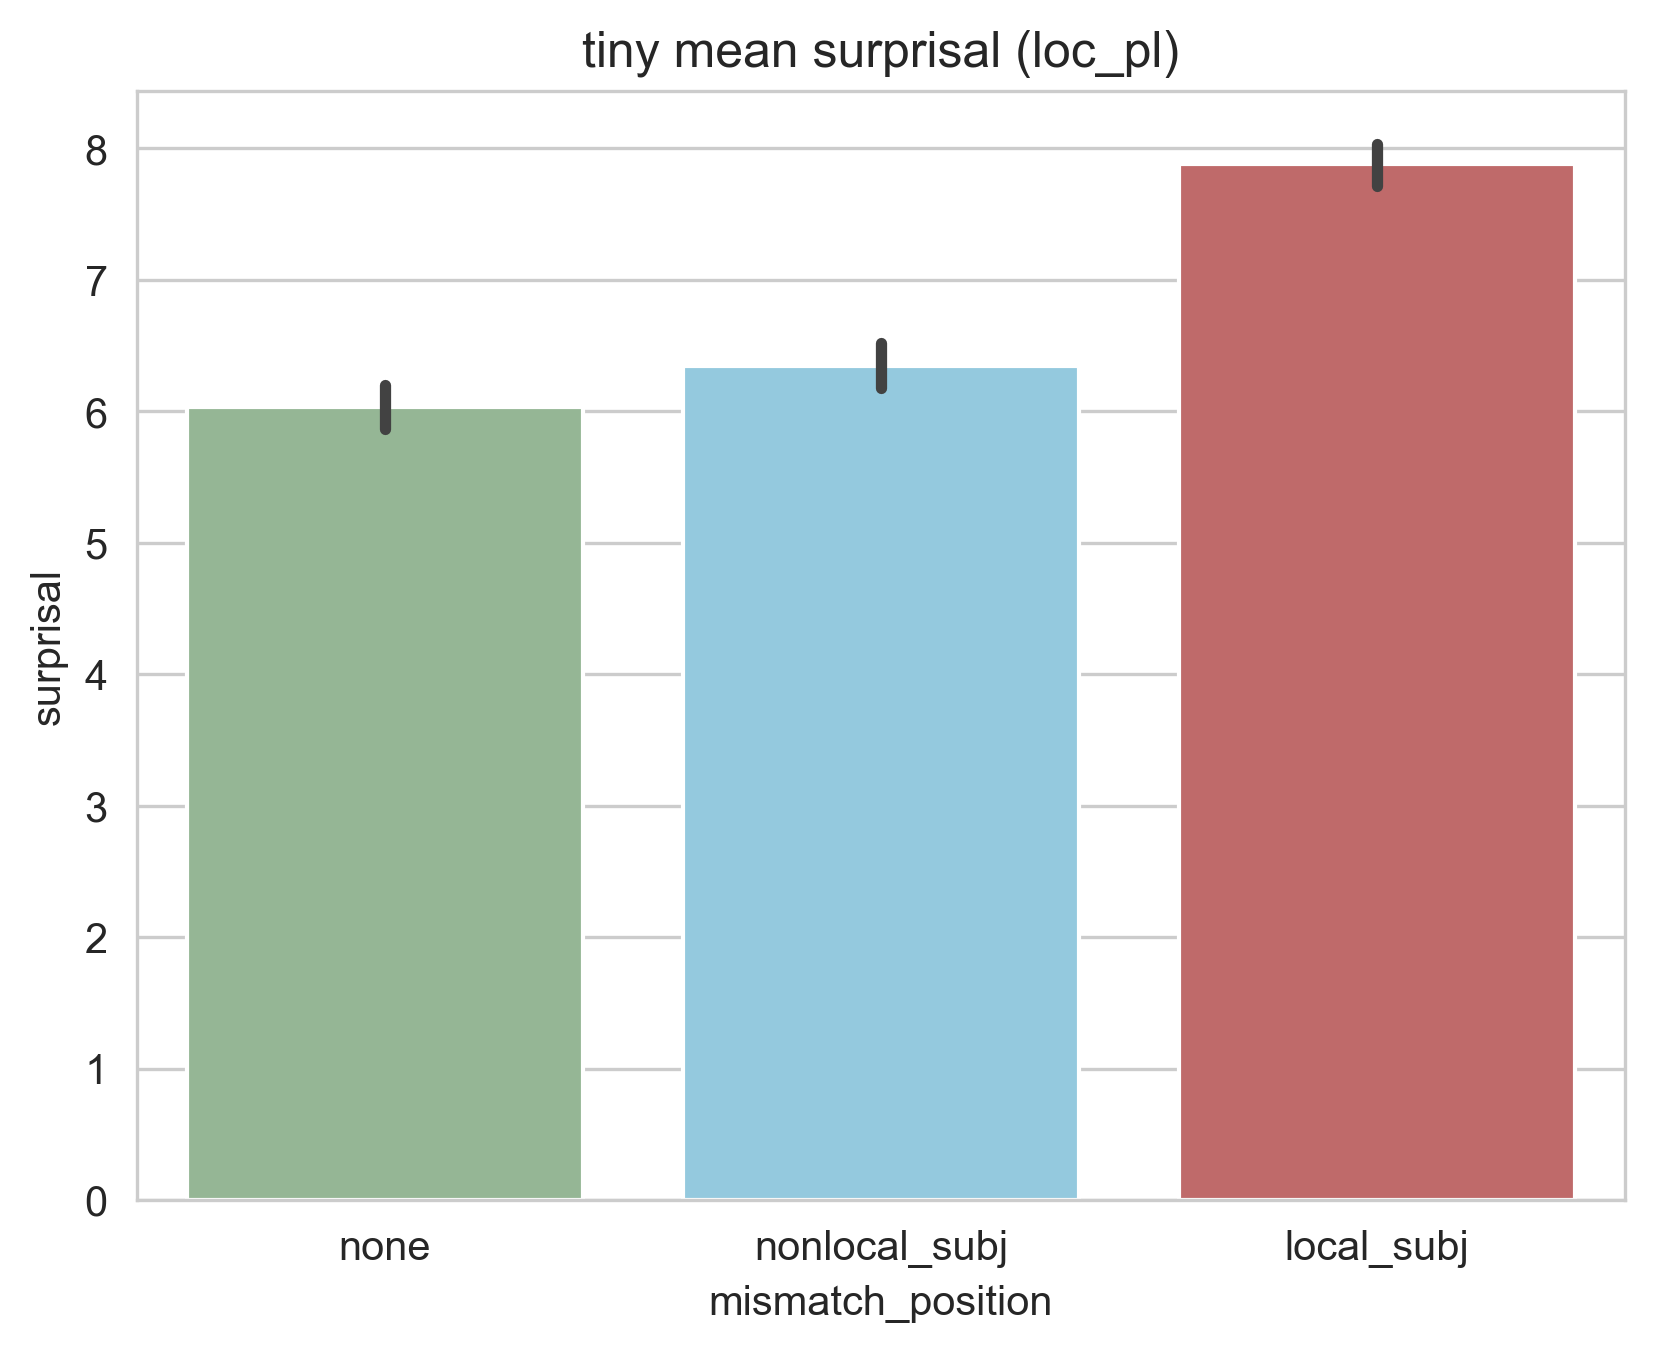 tiny mean surprisal (loc_pl)
8
7
6
5
4
3
2
1
0
surprisal
none nonlocal_subj local_subj
mismatch_position